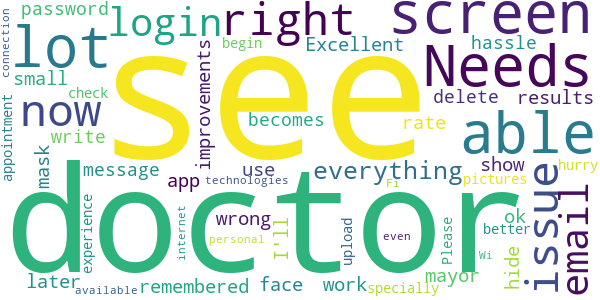 password
login
right
screen
connection
lot
see
improvements
begin
Excellent
hassle
Needs
small
check
now
delete
results
appointment
write
becomes
rate
able
mask
message
app
use
technologies
everything
show
pictures
hurry
doctor
Fi
issue
email
experience
internet
wrong
personal
I'll
upload
even
Please
ok
better
Wi
hide
later
available
remembered
face
work
specially
mayor